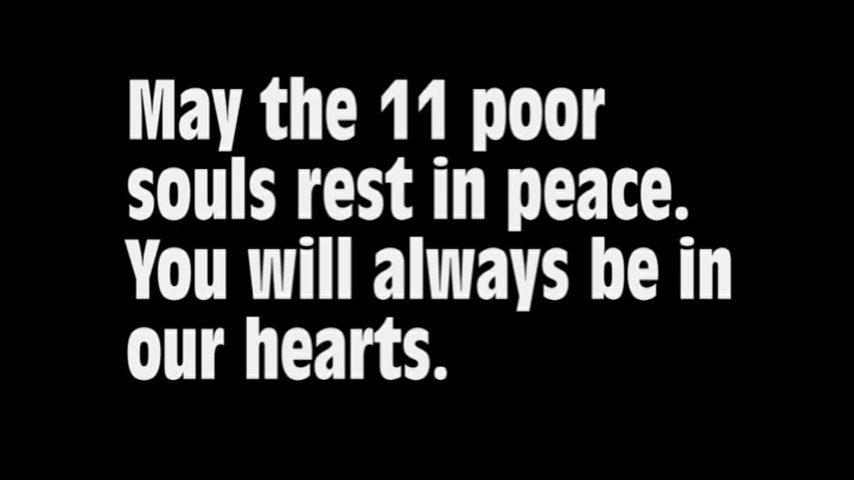 May the 11 poor
souls rest in peace.
You will always be in
our hearts.